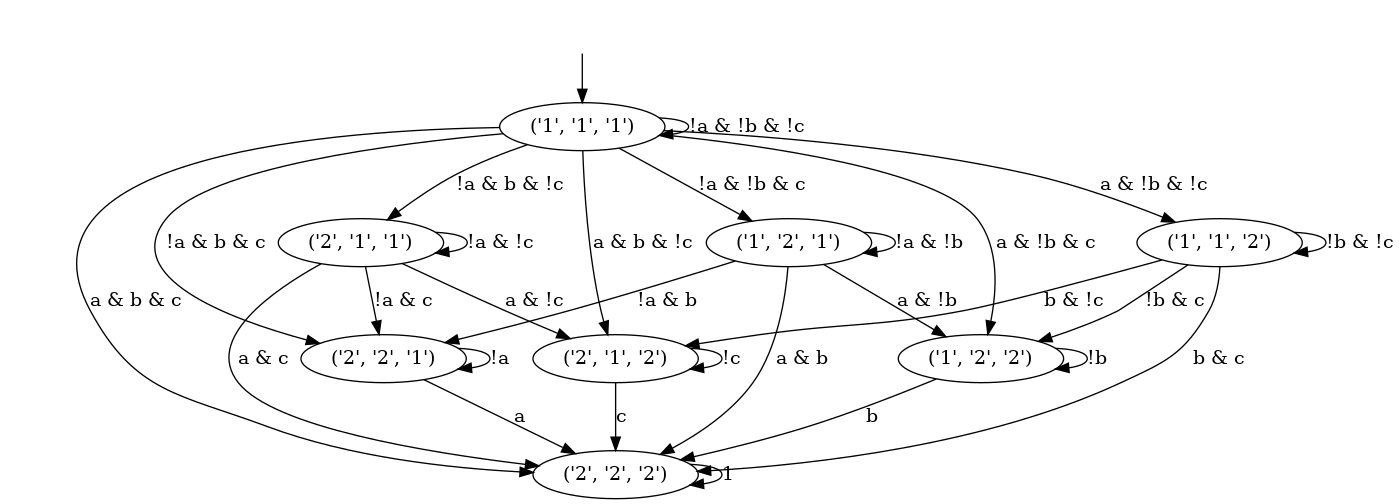 ('1', '1', '1')
!a & !b & !c
!a & b & !c
!a & !b & c
a & !b & !c
!a & b & c
a & b & !c
a & !b & c
('2', '1', '1')
!a & !c
('1', '2', '1')
!a & !b
('1', '1', '2')
!b & !c
a & b & c
!a & c
a & !c
!a & b
a & !b
b & !c
!b & c
a & c
('2', '2', '1')
!a
('2', '1', '2')
!c
a & b
('1', '2', '2')
!b
b & c
a
c
b
('2', '2', '2')
1